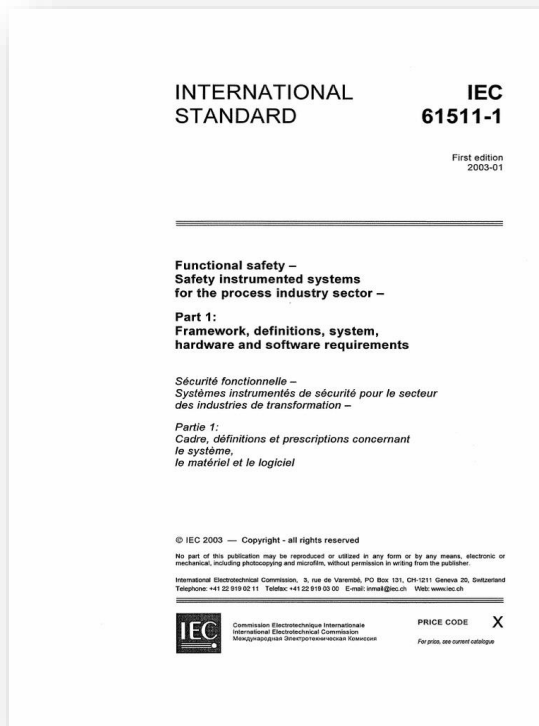 INTERNATIONAL
STANDARD
IEC
61511-1
First edition
2003-01
Functional safety –
Safety instrumented systems
for the process industry sector –
Part 1:
Framework, definitions, system,
hardware and software requirements
Sécurité fonctionnelle –
Systèmes instrumentés de sécurité pour le secteur
des industries de transformation –
Partie 1:
Cadre, définitions et prescriptions concernant
le système,
le matériel et le logiciel
© IEC 2003 — Copyright - all rights reserved
No part of this publication may be reproduced or utilized in any form or by any means, electronic or
mechanical, including photocopying and microfilm, without permission in writing from the publisher.
International Electrotechnical Commission, 3, rue de Varembé, PO Box 131, CH-1211 Geneva 20, Switzerland
Telephone: +41 22 919 02 11 Telefax: +41 22 919 03 00 E-mail: inmail@iec.ch Web: www.iec.ch
IEC
Commission Electrotechnique Internationale
International Electrotechnical Commission
Международная Электротехническая Комиссия
PRICE CODE X
For price, see current catalogue